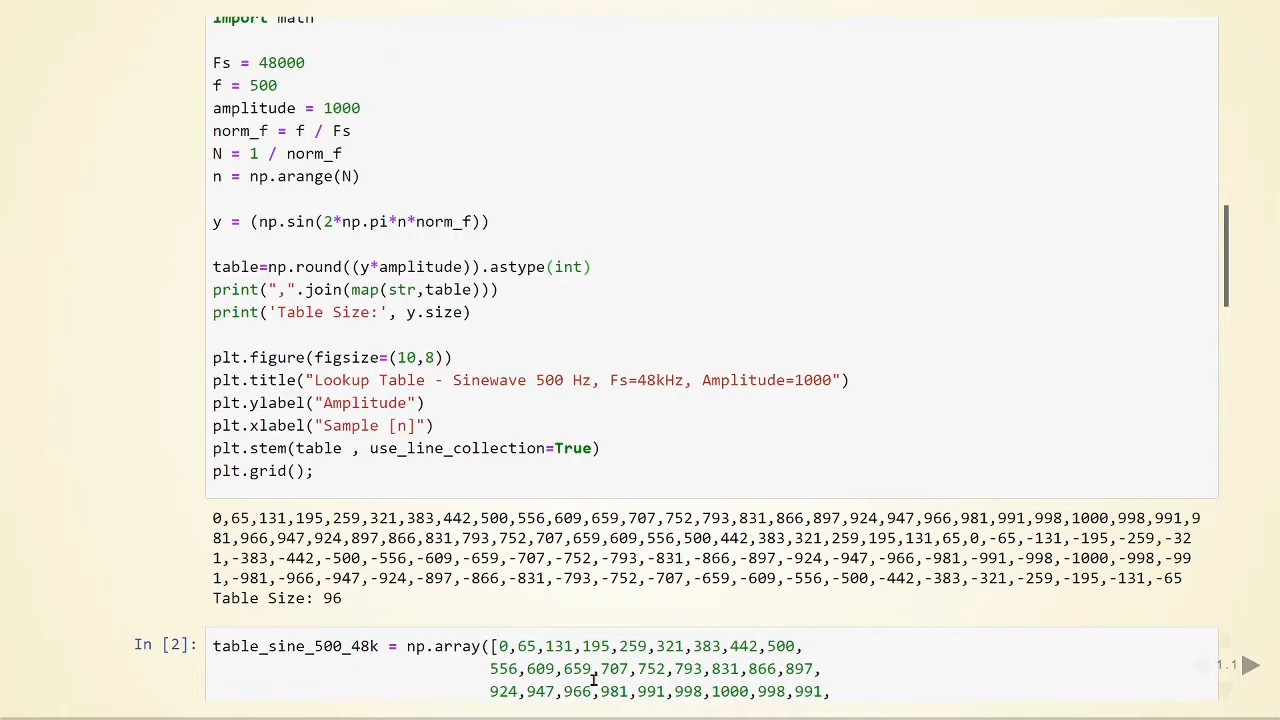 import math
Fs = 48000
f = 500
amplitude = 1000
norm_f = f / Fs
N = 1 / norm_f
n = np.arange(N)
y = (np.sin(2*np.pi*n*norm_f))
table=np.round((y*amplitude)).astype(int)
print(",".join(map(str,table)))
print('Table Size:', y.size)
plt.figure(figsize=(10,8))
plt.title("Lookup Table - Sinewave 500 Hz, Fs=48kHz, Amplitude=1000")
plt.ylabel("Amplitude")
plt.xlabel("Sample [n]")
plt.stem(table , use_line_collection=True)
plt.grid();
0,65,131,195,259,321,383,442,500,556,609,659,707,752,793,831,866,897,924,947,966,981,991,998,1000,998,991,9
81,966,947,924,897,866,831,793,752,707,659,609,556,500,442,383,321,259,195,131,65,0,-65,-131,-195,-259,-32
1,-383,-442,-500,-556,-609,-659,-707,-752,-793,-831,-866,-897,-924,-947,-966,-981,-991,-998,-1000,-998,-99
1,-981,-966,-947,-924,-897,-866,-831,-793,-752,-707,-659,-609,-556,-500,-442,-383,-321,-259,-195,-131,-65
Table Size: 96
In [2]: table_sine_500_48k = np.array([0,65,131,195,259,321,383,442,500,
556,609,659,707,752,793,831,866,897,
924,947,966,981,991,998,1000,998,991,
1.1